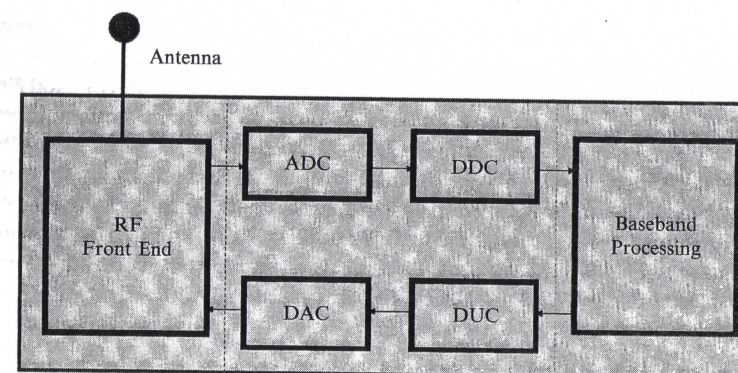 Antenna
ADC
DDC
RF
Front End
Baseband
Processing
DAC
DUC